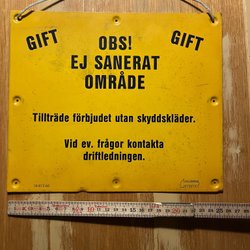 GIFT GIFT
OBS!
EJ SANERAT
OMRÅDE
Tillträde förbjudet utan skyddskläder.
Vid ev. frågor kontakta
driftledningen.